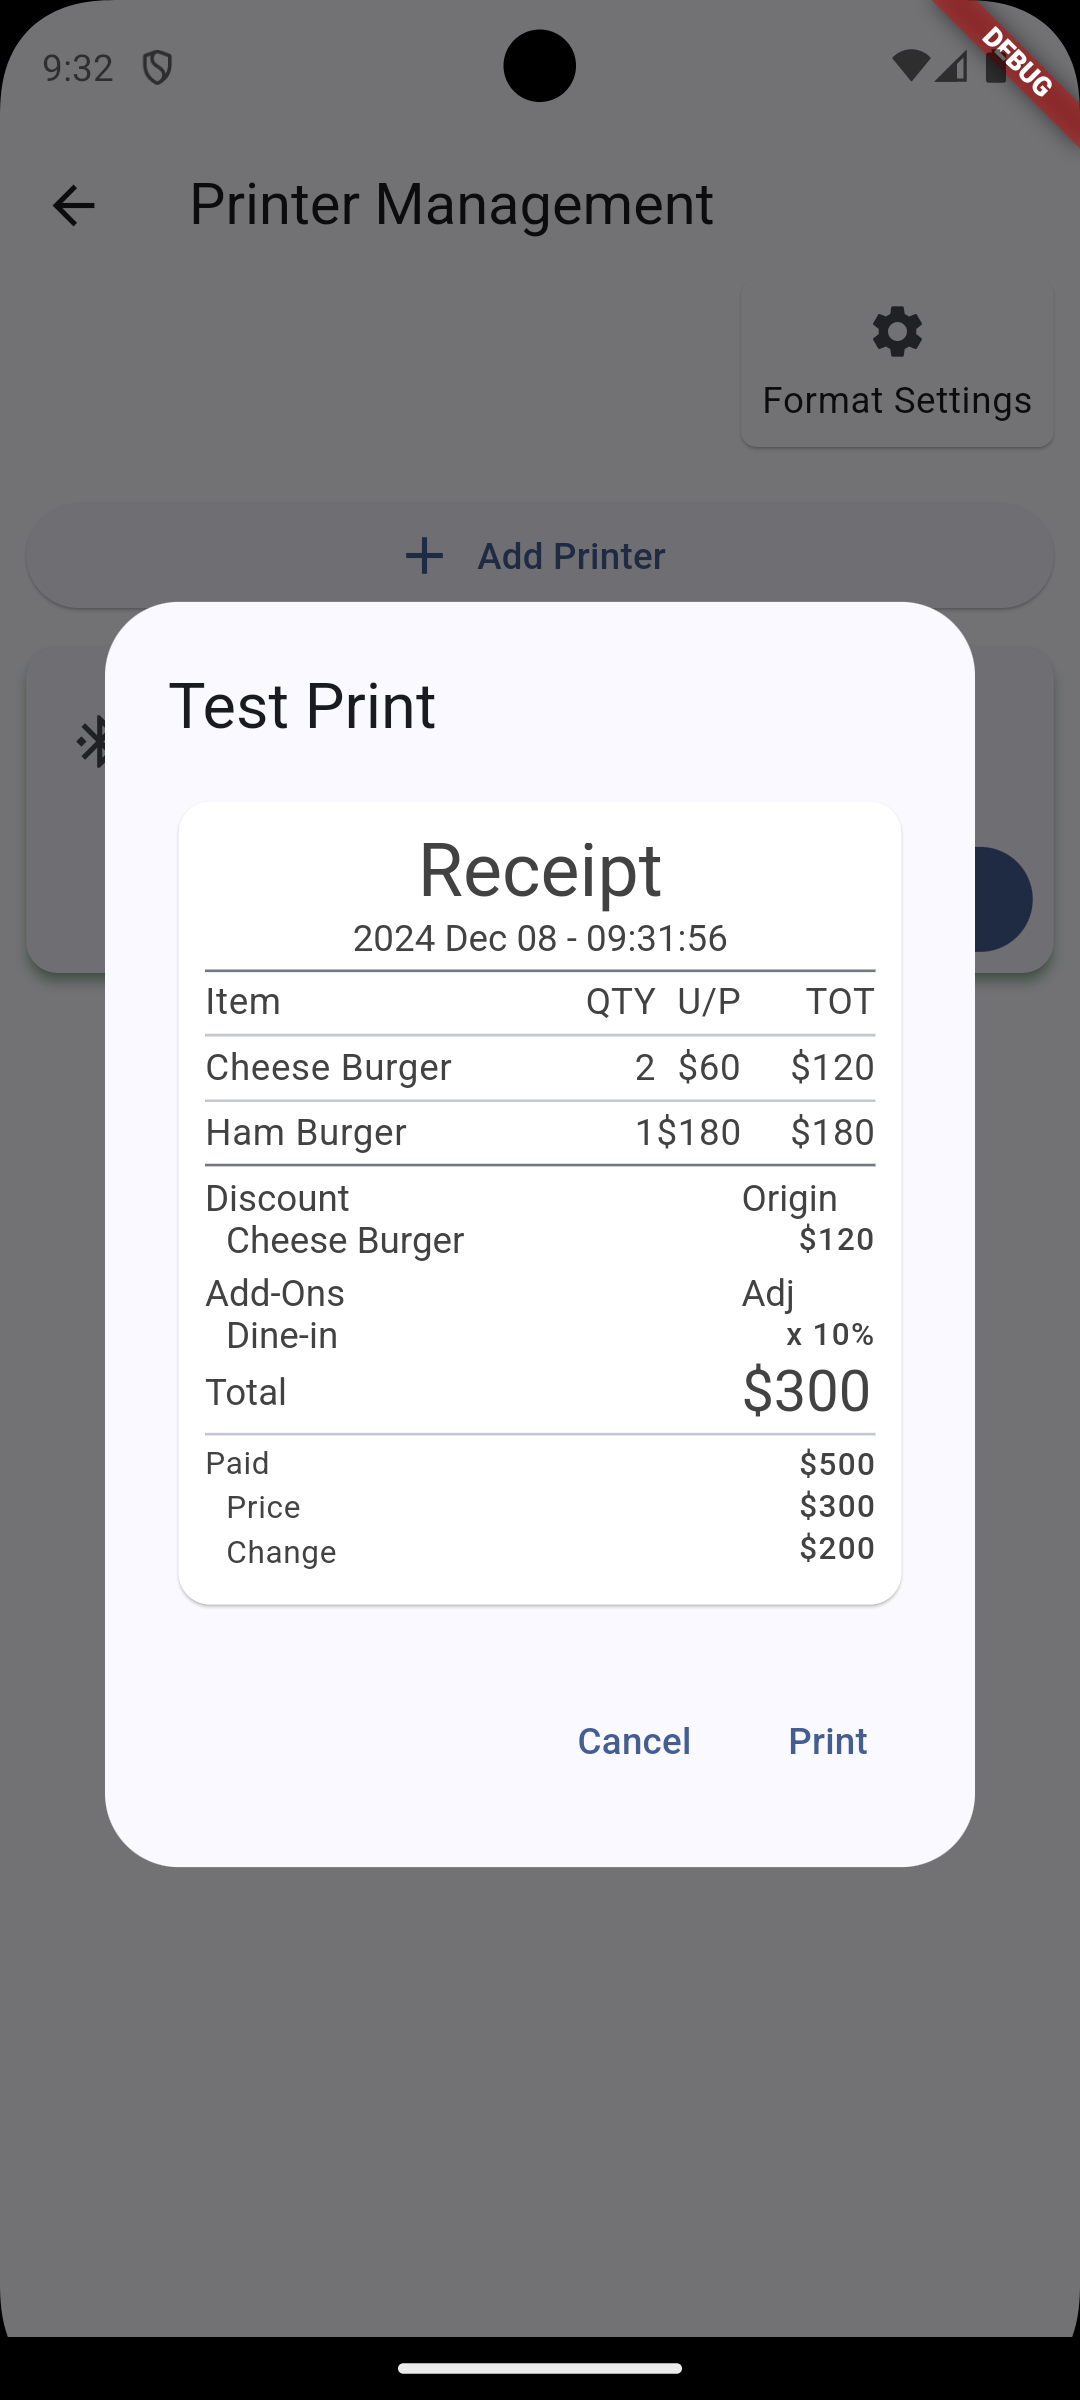 9:32
DEBUG
Printer Management
Format Settings
Add Printer
Test Print
Receipt
2024 Dec 08 - 09:31:56
Item QTY U/P TOT
Cheese Burger 2 $60 $120
Ham Burger 1 $180 $180
Discount Origin
Cheese Burger $120
Add-Ons Adj
Dine-in x 10%
Total $300
Paid $500
Price $300
Change $200
Cancel Print